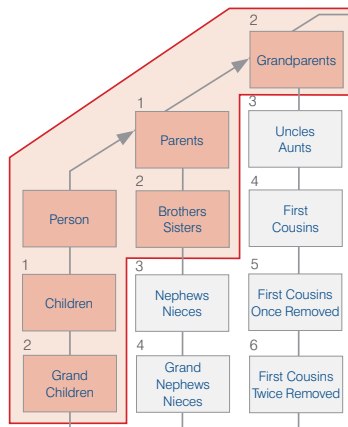 2
Grandparents
1
Parents
3
Uncles
Aunts
Person
2
Brothers
Sisters
4
First
Cousins
1
Children
3
Nephews
Nieces
5
First Cousins
Once Removed
2
Grand
Children
4
Grand
Nephews
Nieces
6
First Cousins
Twice Removed